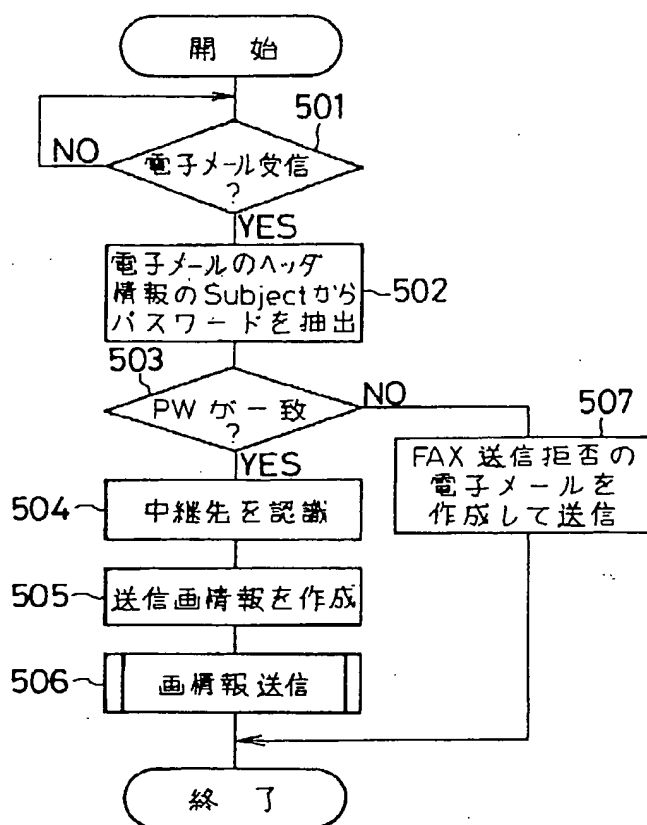 開始
501
NO
電子メール受信
?
YES
電子メールのヘッダ
情報のSubjectから
パスワードを抽出
502
503
PWが一致
?
NO
YES
507
FAX送信拒否の
電子メールを
作成して送信
504
中継先を認識
505
送信画情報を作成
506
画情報送信
終了